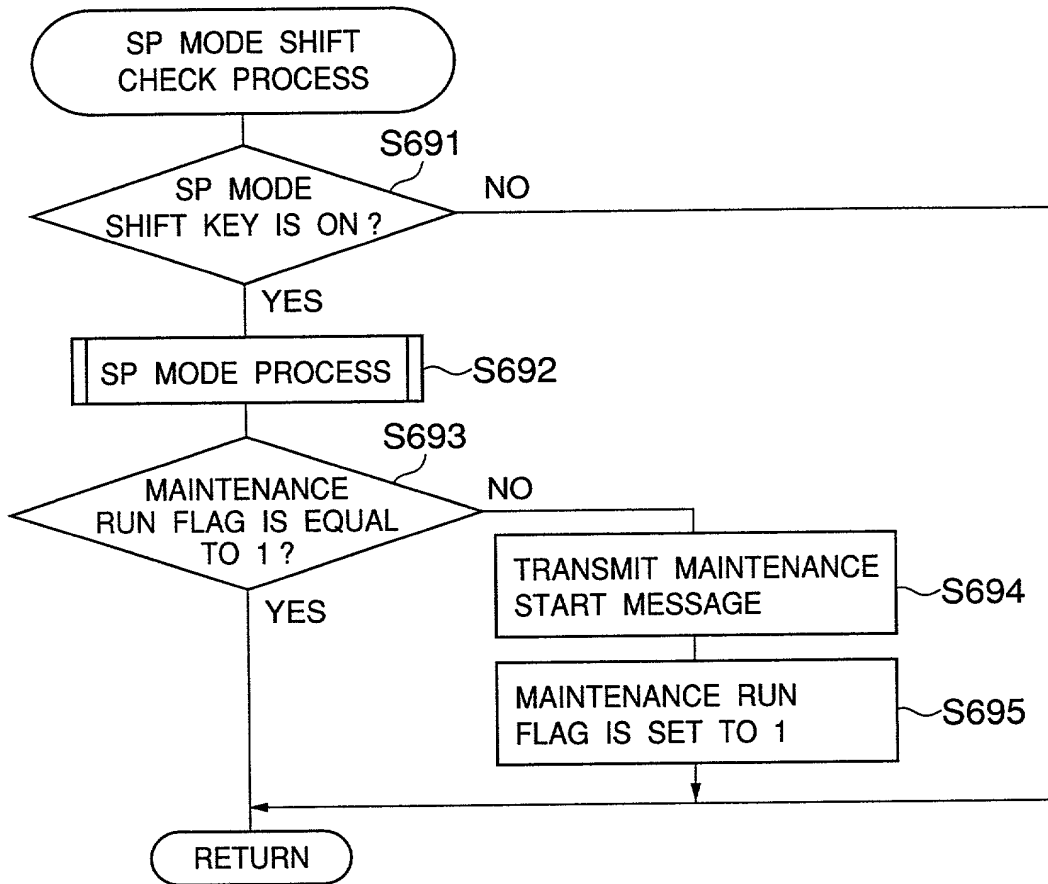 SP MODE SHIFT
CHECK PROCESS
S691
SP MODE
SHIFT KEY IS ON ?
NO
YES
SP MODE PROCESS
S692
S693
MAINTENANCE
RUN FLAG IS EQUAL
TO 1 ?
NO
YES
TRANSMIT MAINTENANCE
START MESSAGE
S694
MAINTENANCE RUN
FLAG IS SET TO 1
S695
RETURN